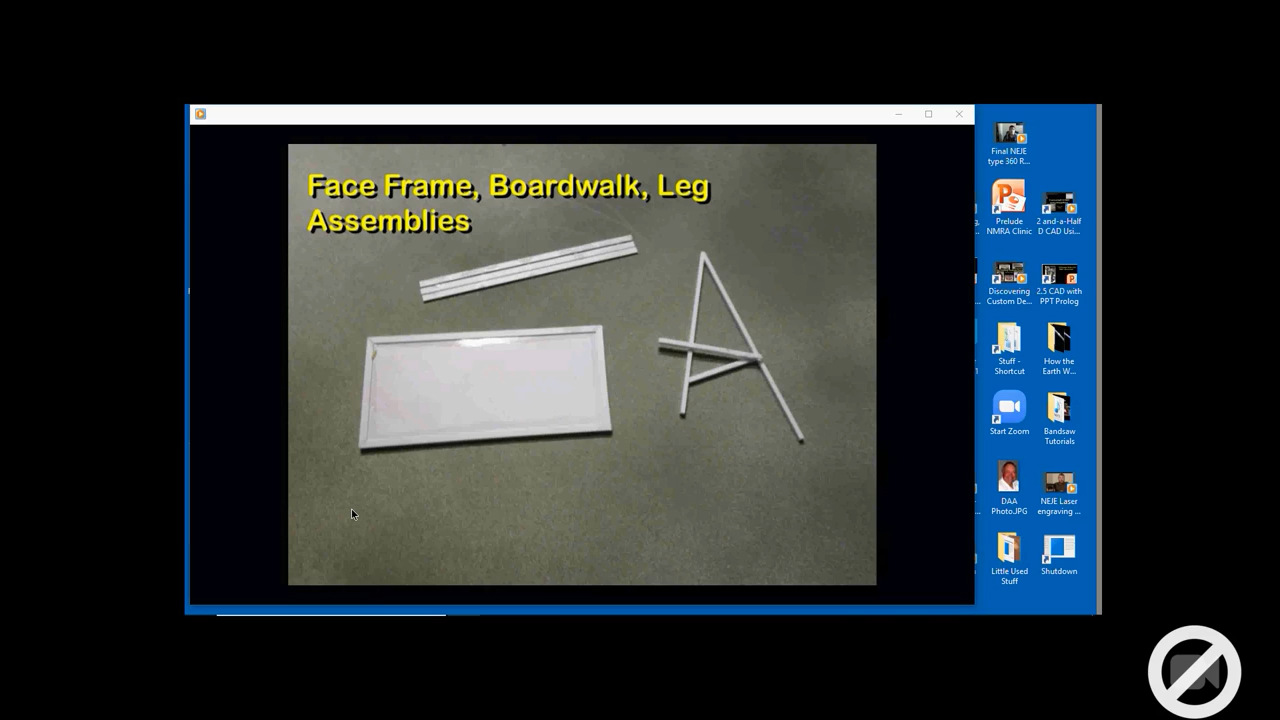 Face Frame, Boardwalk, Leg
Assemblies
Final NEJE
type 360 R...
Prelude
NMRA Clinic
2 and-a-Half
D CAD Usi...
Discovering
Custom De...
2.5 CAD with
PPT Prolog
Stuff -
Shortcut
How the
Earth W...
Start Zoom
Bandsaw
Tutorials
DAA
Photo.JPG
NEJE Laser
engraving ...
Little Used
Stuff
Shutdown